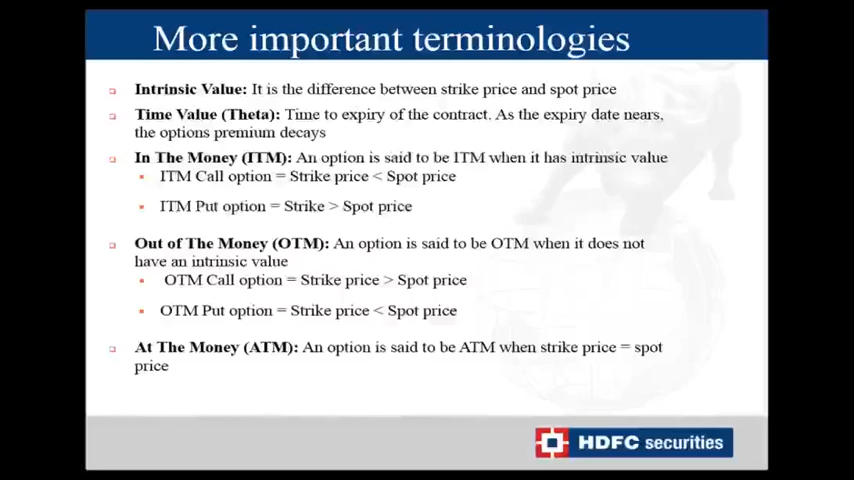 More important terminologies
Intrinsic Value: It is the difference between strike price and spot price
Time Value (Theta): Time to expiry of the contract. As the expiry date nears,
the options premium decays
In The Money (ITM): An option is said to be ITM when it has intrinsic value
ITM Call option = Strike price < Spot price
ITM Put option = Strike > Spot price
Out of The Money (OTM): An option is said to be OTM when it does not
have an intrinsic value
OTM Call option = Strike price > Spot price
OTM Put option = Strike price < Spot price
At The Money (ATM): An option is said to be ATM when strike price = spot
price
HDFC securities